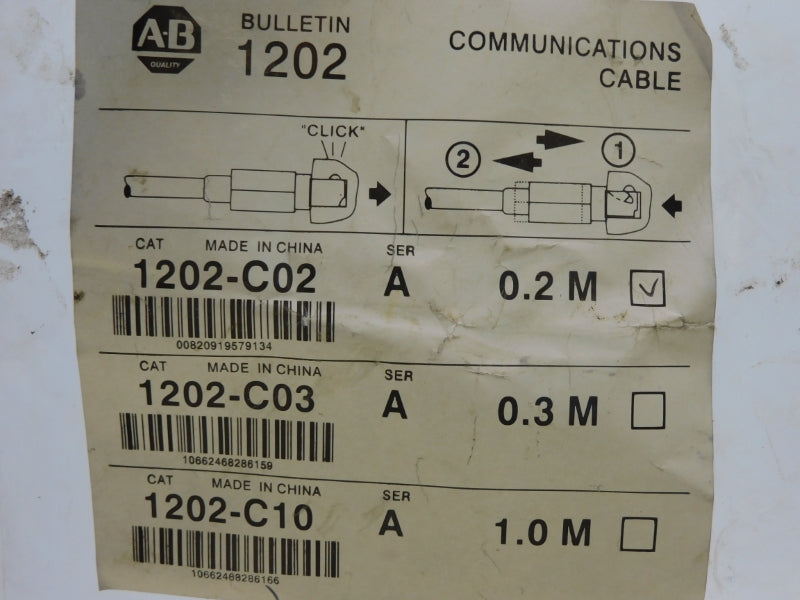 A-B
QUALITY
BULLETIN
1202
COMMUNICATIONS
CABLE
"CLICK"
2
1
CAT MADE IN CHINA SER
1202-C02 A 0.2 M
00820919579134
CAT MADE IN CHINA SER
1202-C03 A 0.3 M
10662468286159
CAT MADE IN CHINA SER
1202-C10 A 1.0 M
10662468286166